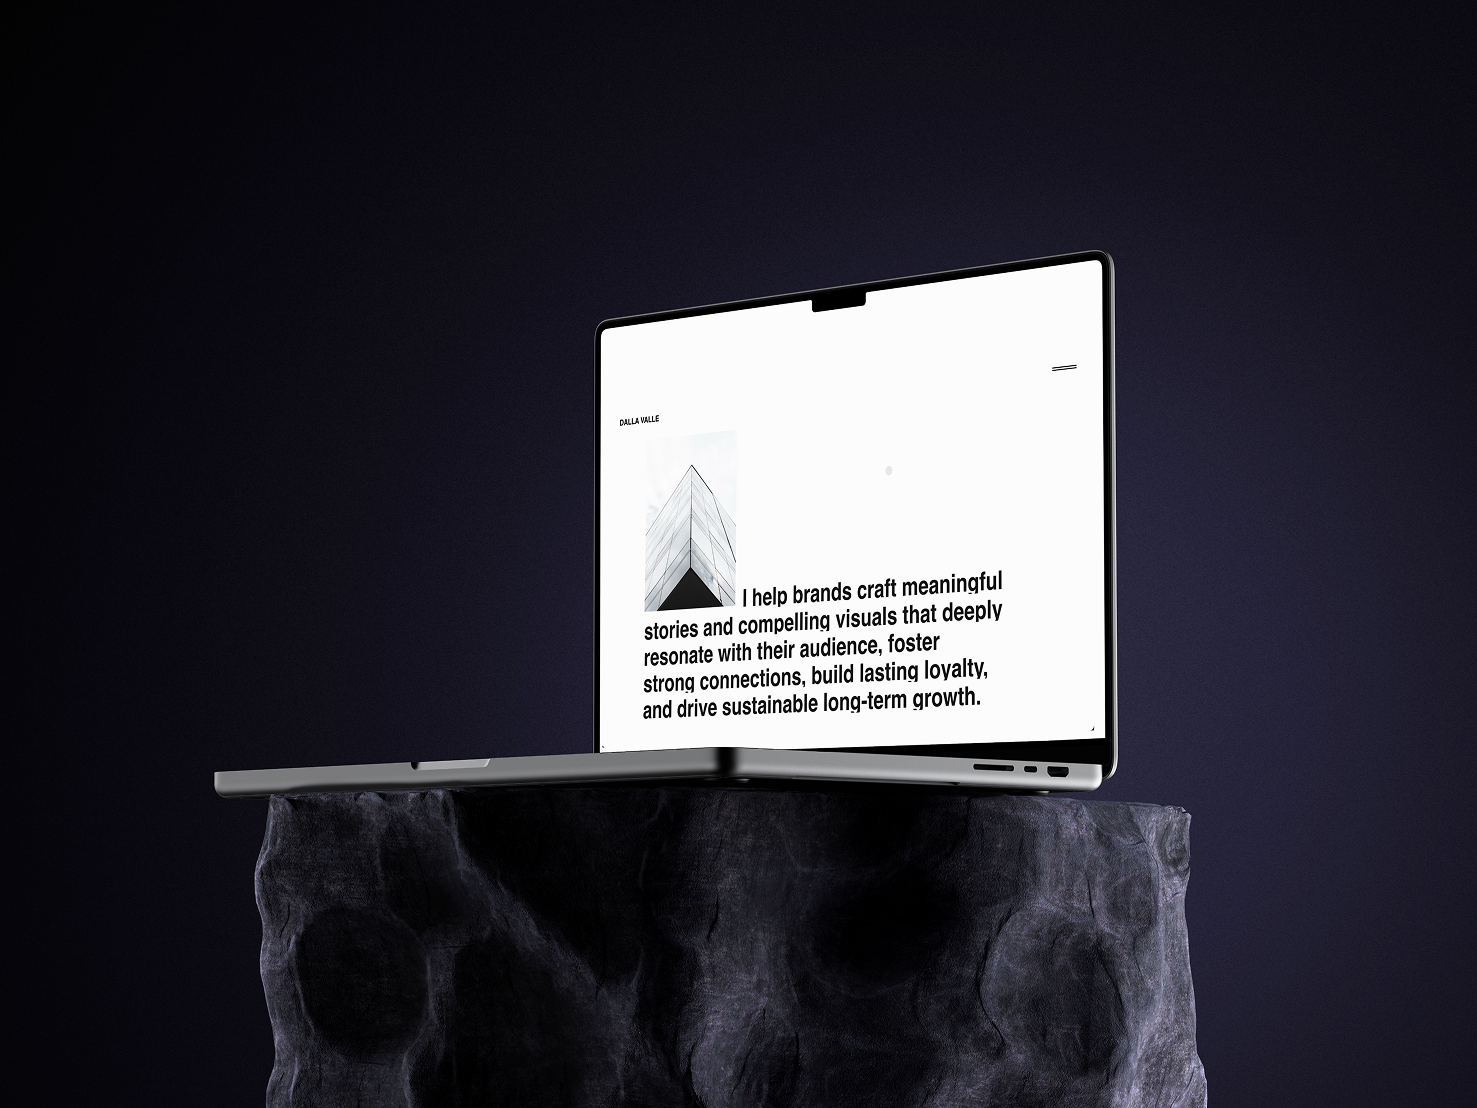 DALLA VALLE
I help brands craft meaningful
stories and compelling visuals that deeply
resonate with their audience, foster
strong connections, build lasting loyalty,
and drive sustainable long-term growth.